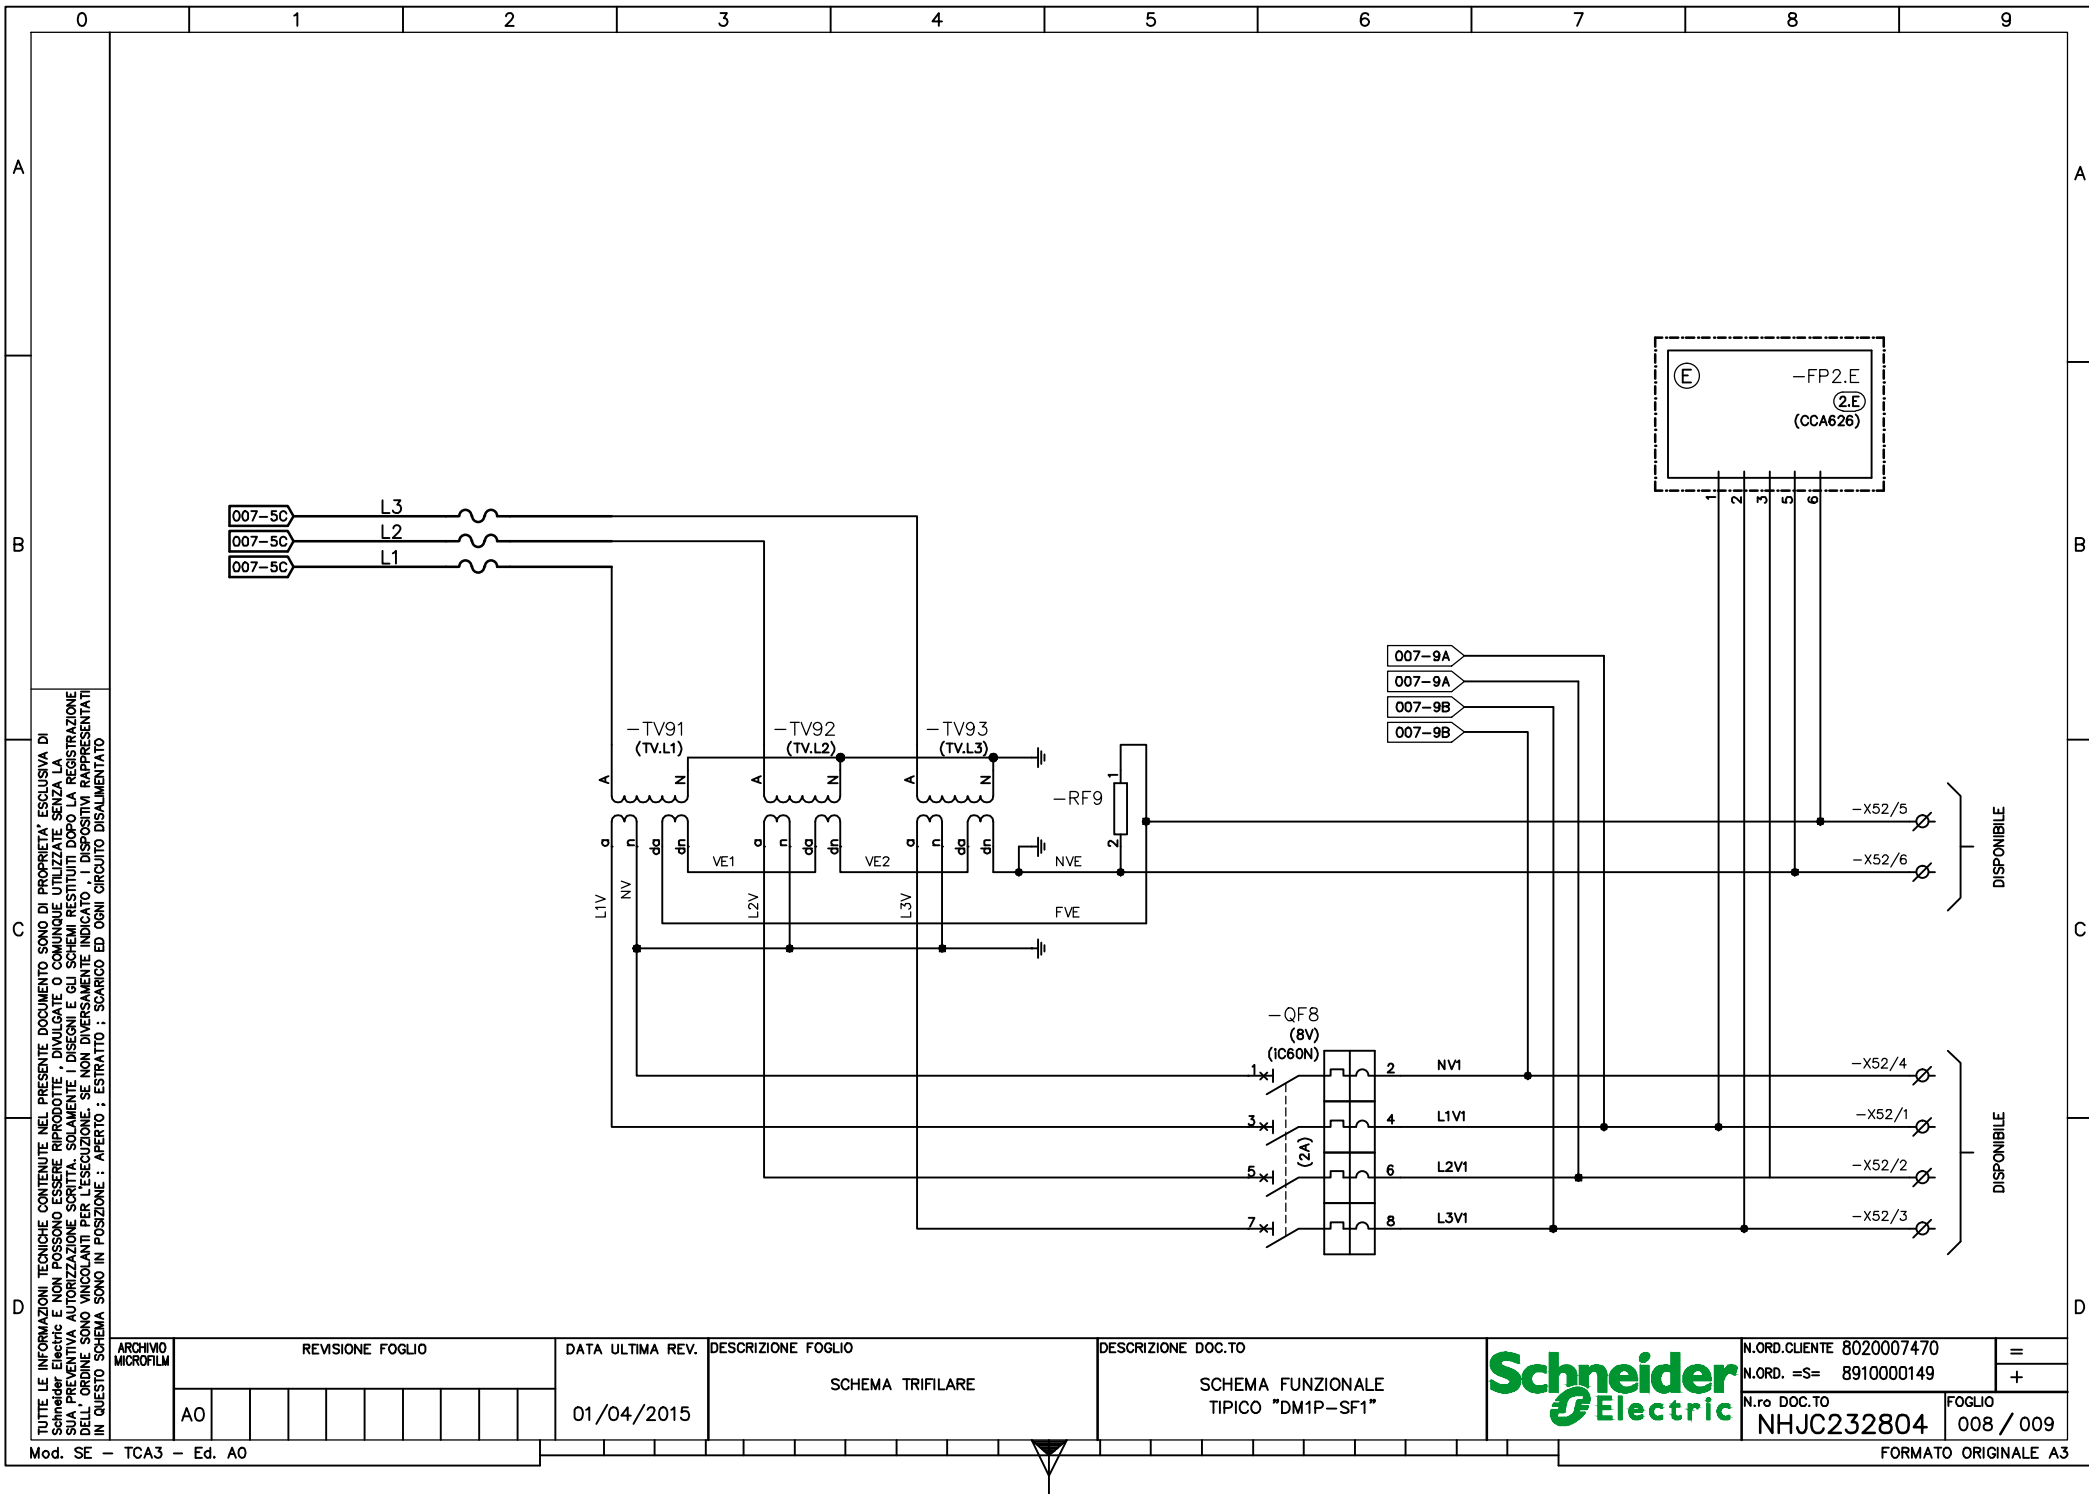 0 1 2 3 4 5 6 7 8 9
A A
B B
C C
D D
E
-FP2.E
2.E
(CCA626)
1 2 3 5 6
007-5C L3
007-5C L2
007-5C L1
007-9A
007-9A
007-9B
007-9B
-TV91
(TV.L1)
-TV92
(TV.L2)
-TV93
(TV.L3)
A N A N A N
a n da dn a n da dn a n da dn
-RF9
1
2
VE1 VE2 NVE
FVE
L1V NV L2V L3V
-X52/5
-X52/6
DISPONIBILE
-QF8
(8V)
(iC60N)
(2A)
1 2 NV1 -X52/4
3 4 L1V1 -X52/1
5 6 L2V1 -X52/2
7 8 L3V1 -X52/3
DISPONIBILE
TUTTE LE INFORMAZIONI TECNICHE CONTENUTE NEL PRESENTE DOCUMENTO SONO DI PROPRIETA' ESCLUSIVA DI
Schneider Electric E NON POSSONO ESSERE RIPRODOTTE , DIVULGATE O COMUNQUE UTILIZZATE SENZA LA
SUA PREVENTIVA AUTORIZZAZIONE SCRITTA. SOLAMENTE I DISEGNI E GLI SCHEMI RESTITUITI DOPO LA REGISTRAZIONE
DELL' ORDINE SONO VINCOLANTI PER L'ESECUZIONE. SE NON DIVERSAMENTE INDICATO , I DISPOSITIVI RAPPRESENTATI
IN QUESTO SCHEMA SONO IN POSIZIONE : APERTO ; ESTRATTO ; SCARICO ED OGNI CIRCUITO DISALIMENTATO
ARCHIVIO
MICROFILM
REVISIONE FOGLIO
A0
DATA ULTIMA REV.
01/04/2015
DESCRIZIONE FOGLIO
SCHEMA TRIFILARE
DESCRIZIONE DOC.TO
SCHEMA FUNZIONALE
TIPICO "DM1P-SF1"
Schneider
Electric
N.ORD.CLIENTE 8020007470
N.ORD. =S= 8910000149
=
+
N.ro DOC.TO
NHJC232804
FOGLIO
008 / 009
Mod. SE - TCA3 - Ed. A0
FORMATO ORIGINALE A3